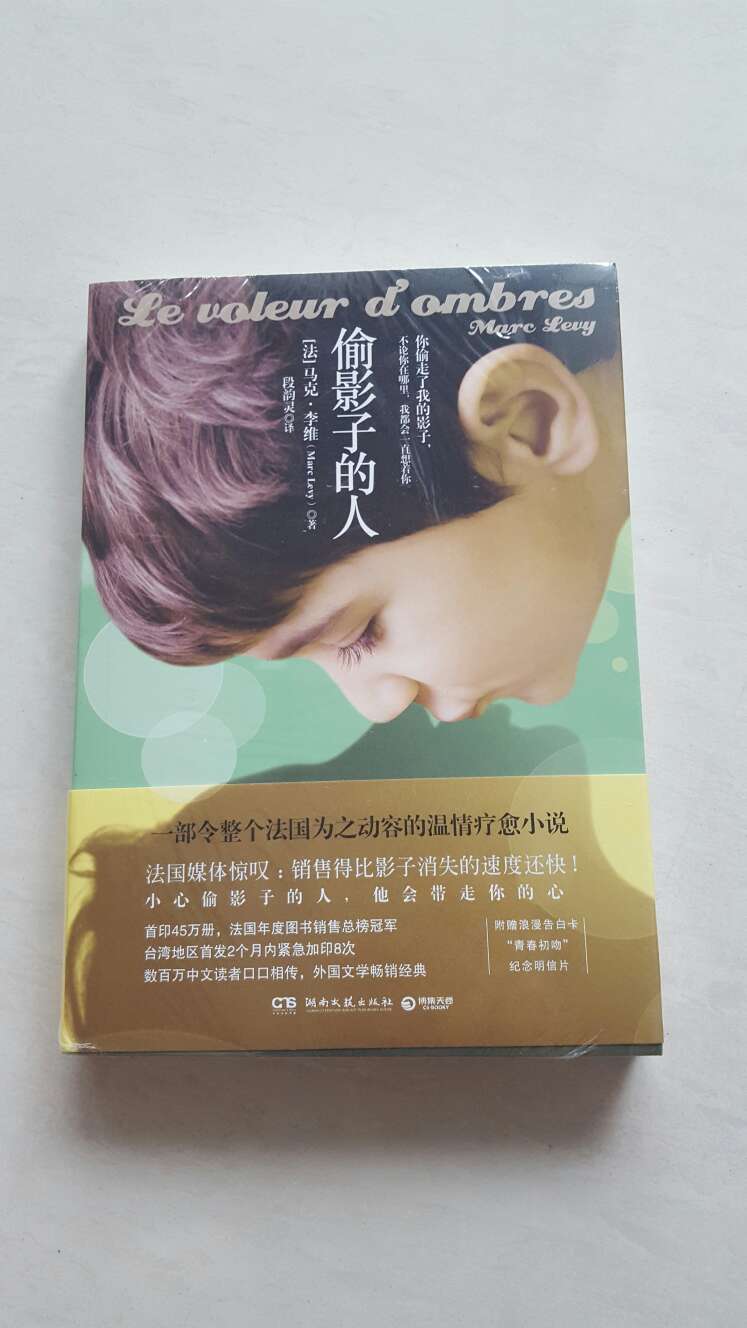 Le voleur d'ombres
Marc Levy
你偷走了我的影子，
不论你在哪里，我都会一直想着你
偷影子的人
[法]马克·李维（Marc Levy）◎著
段韵灵◎译
一部令整个法国为之动容的温情疗愈小说
法国媒体惊叹：销售得比影子消失的速度还快！
小心偷影子的人，他会带走你的心
首印45万册，法国年度图书销售总榜冠军
台湾地区首发2个月内紧急加印8次
数百万中文读者口口相传，外国文学畅销经典
附赠浪漫告白卡
“青春初吻”
纪念明信片
CTS
湖南文艺出版社
博集天卷
CS-BOOKY